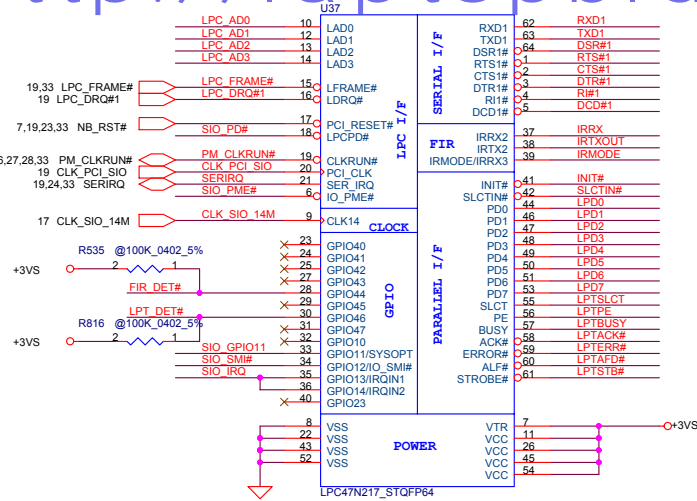 U37
LPC_AD0 10 LAD0 RXD1 62 RXD1
LPC_AD1 12 LAD1 TXD1 63 TXD1
LPC_AD2 13 LAD2 DSR1# 64 DSR#1
LPC_AD3 14 LAD3 RTS1# 1 RTS#1
CTS1# 2 CTS#1
19,33 LPC_FRAME# LPC_FRAME# 15 LFRAME# DTR1# 3 DTR#1
19 LPC_DRQ#1 LPC_DRQ#1 16 LDRQ# RI1# 4 RI#1
DCD1# 5 DCD#1
LPC I/F
SERIAL I/F
7,19,23,33 NB_RST# 17 PCI_RESET#
SIO_PD# 18 LPCPD#
FIR
IRRX2 37 IRRX
IRTX2 38 IRTXOUT
IRMODE/IRRX3 39 IRMODE
6,27,28,33 PM_CLKRUN# PM_CLKRUN# 19 CLKRUN#
19 CLK_PCI_SIO CLK_PCI_SIO 20 PCI_CLK
19,24,33 SERIRQ SERIRQ 21 SER_IRQ INIT# 41 INIT#
SIO_PME# 6 IO_PME# SLCTIN# 42 SLCTIN#
17 CLK_SIO_14M CLK_SIO_14M 9 CLK14
CLOCK
PD0 44 LPD0
PD1 46 LPD1
PD2 47 LPD2
PD3 48 LPD3
PD4 49 LPD4
PD5 50 LPD5
PD6 51 LPD6
PD7 53 LPD7
SLCT 55 LPTSLCT
PE 56 LPTPE
BUSY 57 LPTBUSY
ACK# 58 LPTACK#
ERROR# 59 LPTERR#
ALF# 60 LPTAFD#
STROBE# 61 LPTSTB#
PARALLEL I/F
GPIO
23 GPIO40
24 GPIO41
R535 @100K_0402_5% 25 GPIO42
+3VS 2 1 27 GPIO43
FIR_DET# 28 GPIO44
29 GPIO45
LPT_DET# 30 GPIO46
R816 @100K_0402_5% 31 GPIO47
+3VS 2 1 32 GPIO10
SIO_GPIO11 33 GPIO11/SYSOPT
SIO_SMI# 34 GPIO12/IO_SMI#
SIO_IRQ 35 GPIO13/IRQIN1
36 GPIO14/IRQIN2
40 GPIO23
8 VSS VTR 7 +3VS
22 VSS VCC 11
43 VSS VCC 26
52 VSS VCC 45
VCC 54
POWER
LPC47N217_STQFP64